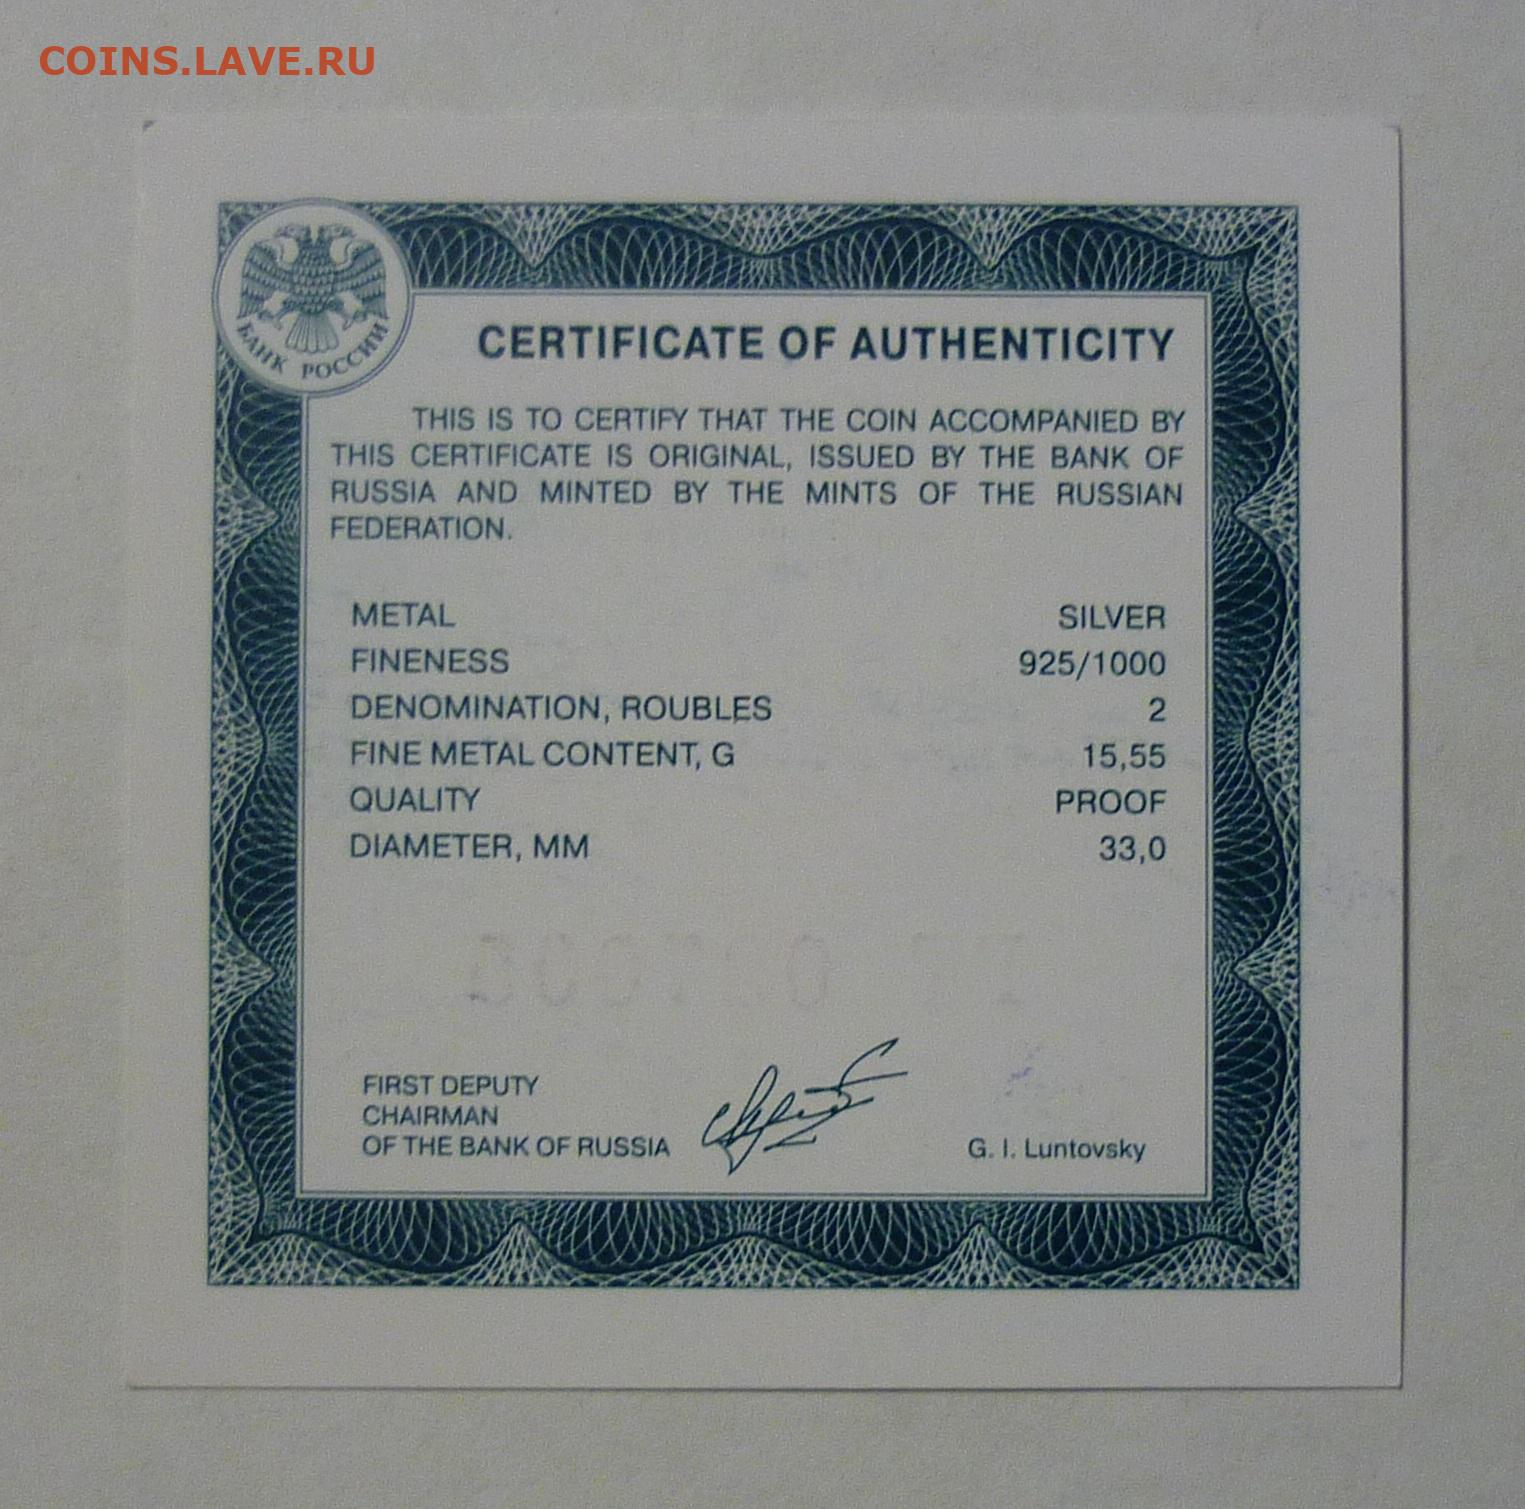 COINS.LAVE.RU
БАНК РОССИИ
CERTIFICATE OF AUTHENTICITY
THIS IS TO CERTIFY THAT THE COIN ACCOMPANIED BY
THIS CERTIFICATE IS ORIGINAL, ISSUED BY THE BANK OF
RUSSIA AND MINTED BY THE MINTS OF THE RUSSIAN
FEDERATION.
METAL SILVER
FINENESS 925/1000
DENOMINATION, ROUBLES 2
FINE METAL CONTENT, G 15,55
QUALITY PROOF
DIAMETER, MM 33,0
FIRST DEPUTY
CHAIRMAN
OF THE BANK OF RUSSIA G. I. Luntovsky